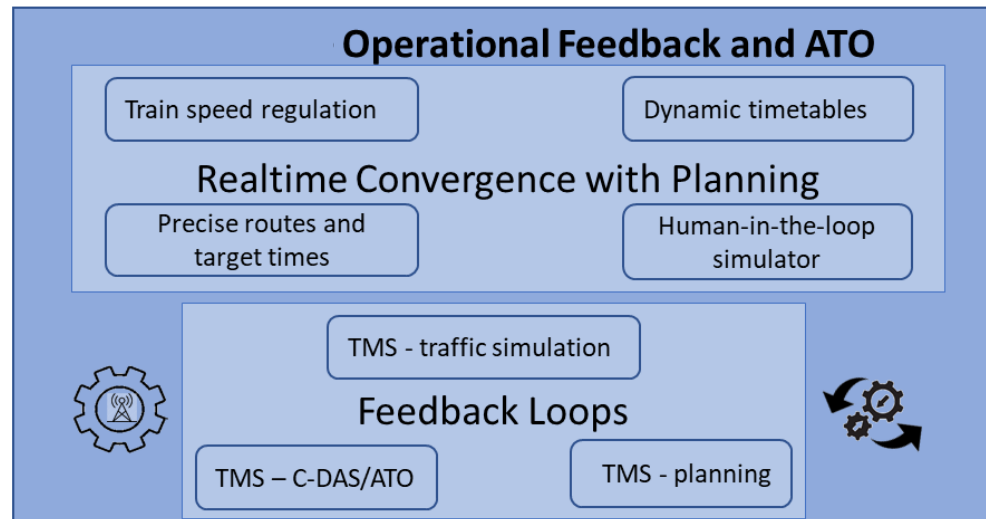 Operational Feedback and ATO
Train speed regulation
Dynamic timetables
Realtime Convergence with Planning
Precise routes and
target times
Human-in-the-loop
simulator
TMS - traffic simulation
Feedback Loops
TMS – C-DAS/ATO
TMS - planning